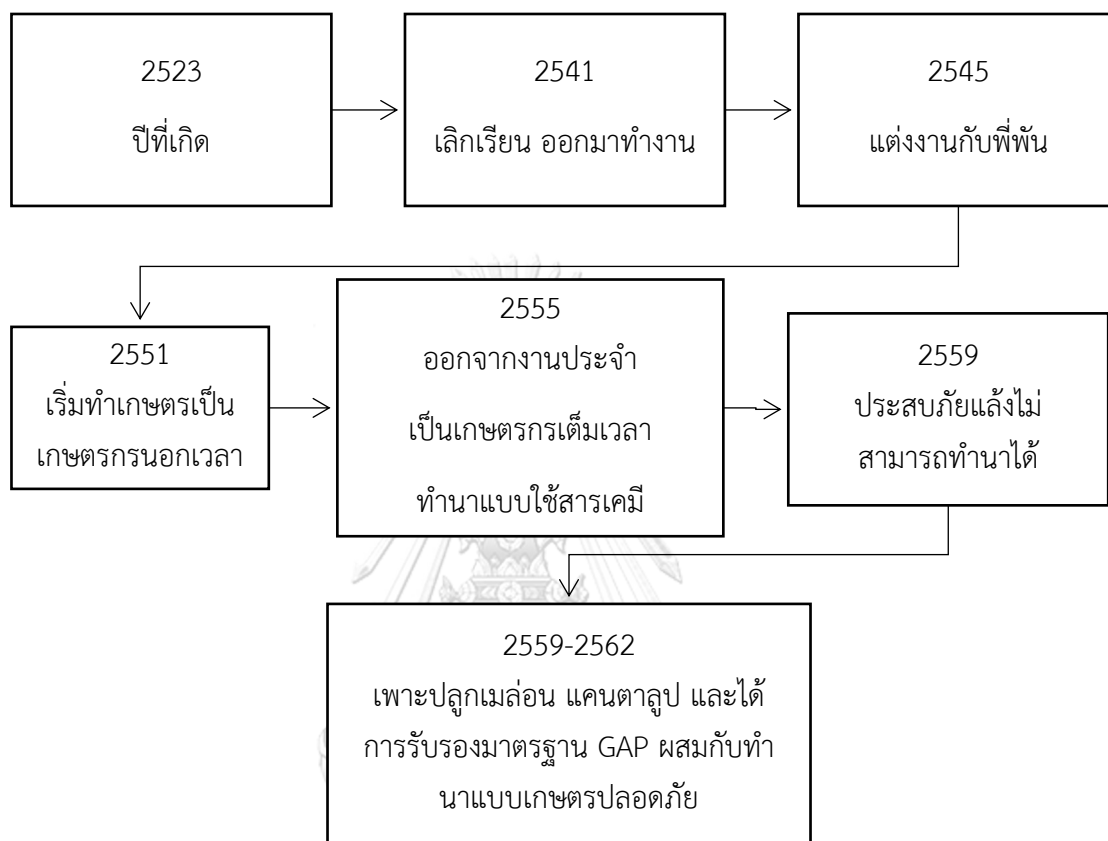 2523
ปีที่เกิด
2541
เลิกเรียน ออกมาทำงาน
2545
แต่งงานกับพี่พัน
2551
เริ่มทำเกษตรเป็น
เกษตรกรนอกเวลา
2555
ออกจากงานประจำ
เป็นเกษตรกรเต็มเวลา
ทำนาแบบใช้สารเคมี
2559
ประสบภัยแล้งไม่
สามารถทำนาได้
2559-2562
เพาะปลูกเมล่อน แคนตาลูป และได้
การรับรองมาตรฐาน GAP ผสมกับทำ
นาแบบเกษตรปลอดภัย